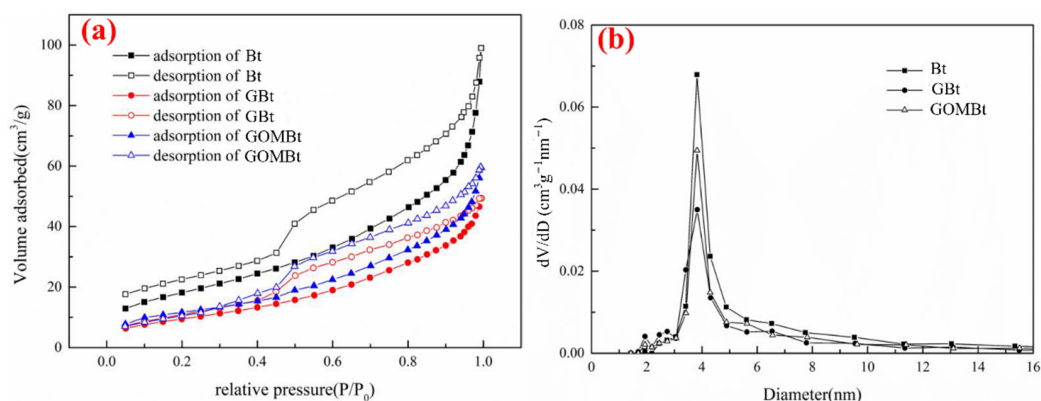 (a)
adsorption of Bt
desorption of Bt
adsorption of GBt
desorption of GBt
adsorption of GOMBt
desorption of GOMBt
100
80
60
40
20
0
0.0 0.2 0.4 0.6 0.8 1.0
Volume adsorbed(cm³/g)
relative pressure(P/P₀)
(b)
Bt
GBt
GOMBt
0.08
0.06
0.04
0.02
0.00
0 2 4 6 8 10 12 14 16
dV/dD (cm³g⁻¹nm⁻¹)
Diameter(nm)